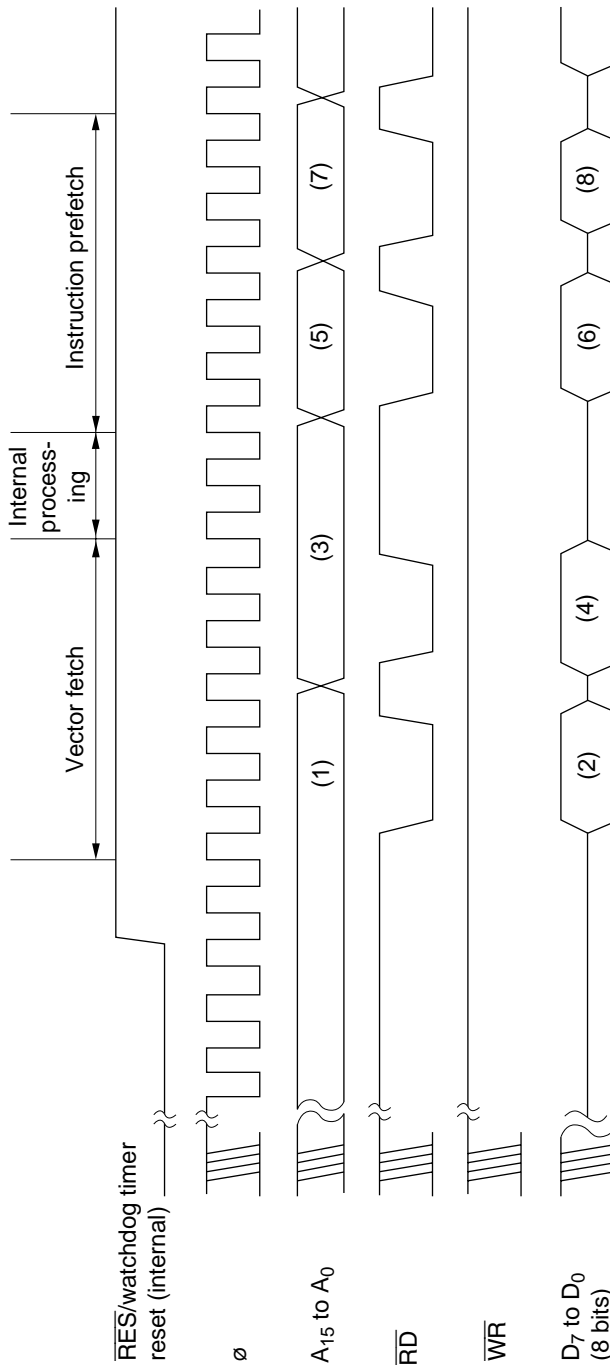 Vector fetch
Internal
process-
ing
Instruction prefetch
RES/watchdog timer
reset (internal)
ø
A15 to A0
(1)
(3)
(5)
(7)
RD
WR
D7 to D0
(8 bits)
(2)
(4)
(6)
(8)